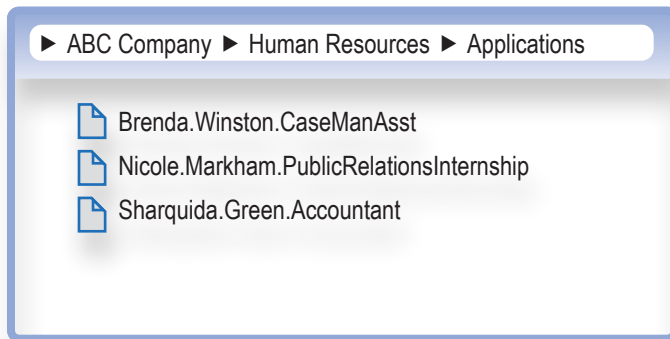 ▶ ABC Company ▶ Human Resources ▶ Applications
Brenda.Winston.CaseManAsst
Nicole.Markham.PublicRelationsInternship
Sharquida.Green.Accountant